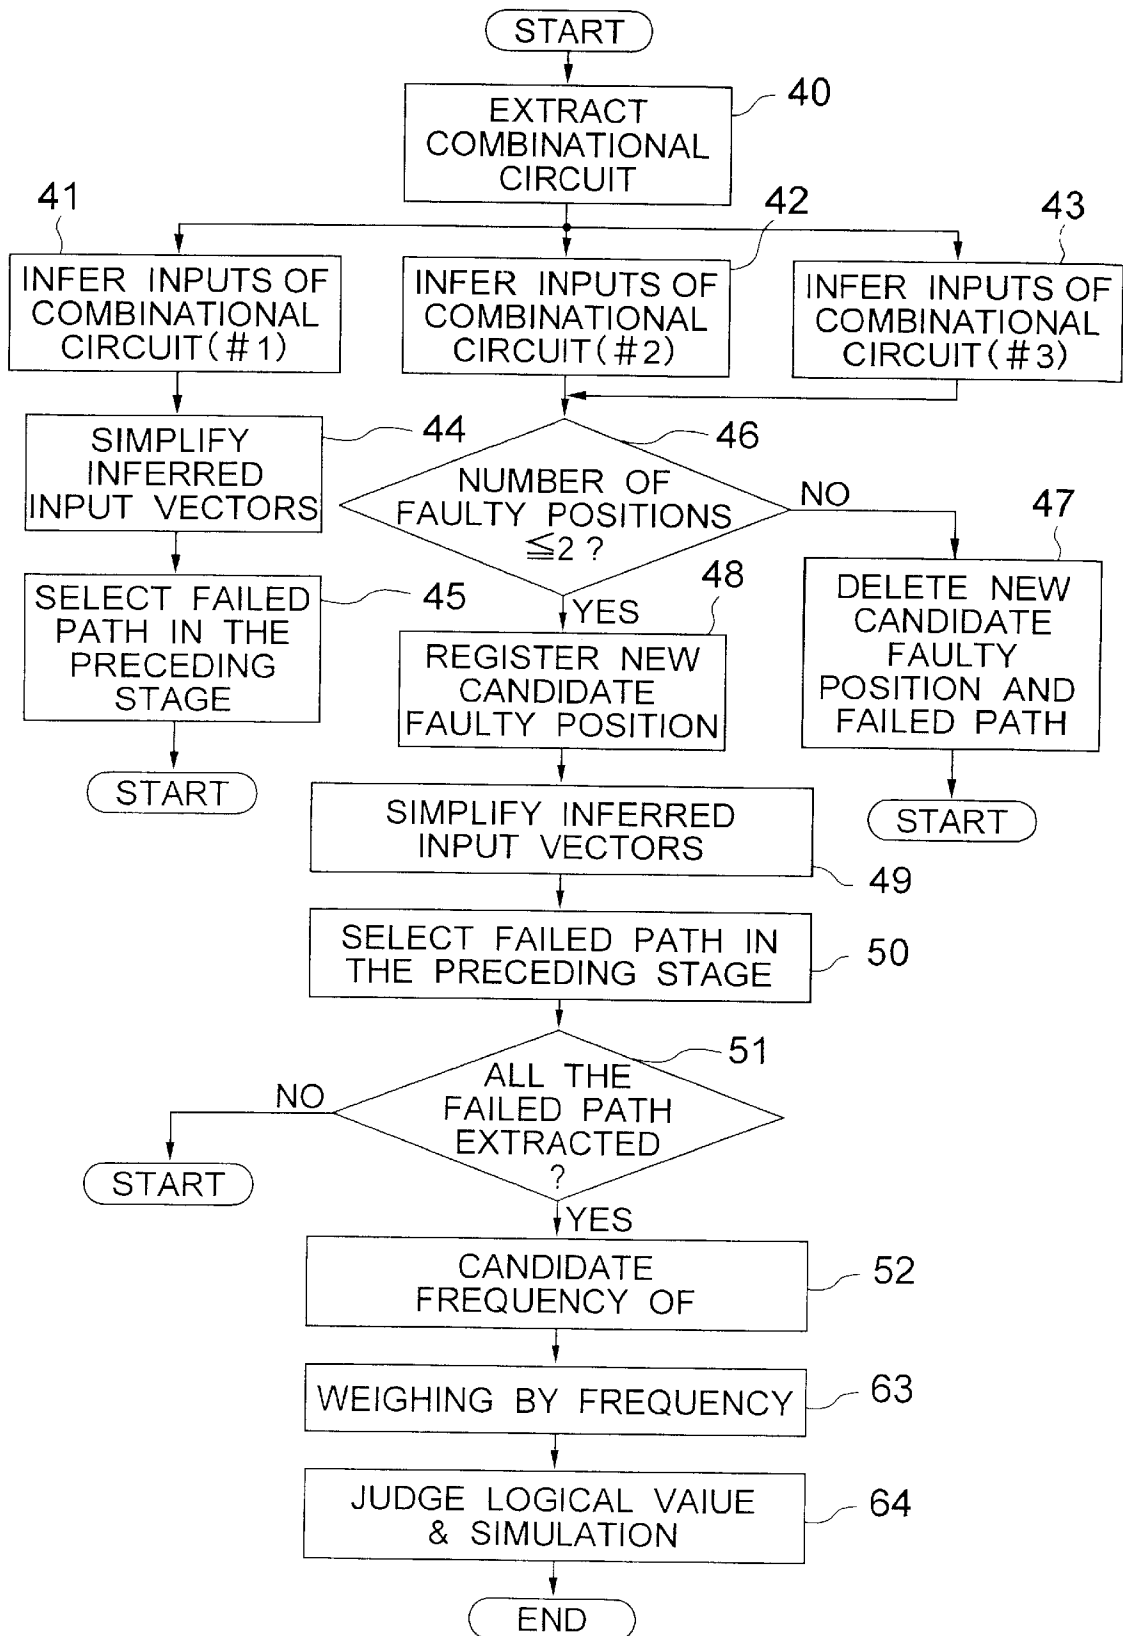 START
EXTRACT
COMBINATIONAL
CIRCUIT
40
41
INFER INPUTS OF
COMBINATIONAL
CIRCUIT(#1)
42
INFER INPUTS OF
COMBINATIONAL
CIRCUIT(#2)
43
INFER INPUTS OF
COMBINATIONAL
CIRCUIT(#3)
SIMPLIFY
INFERRED
INPUT VECTORS
44
46
NUMBER OF
FAULTY POSITIONS
≦2 ?
NO
YES
47
DELETE NEW
CANDIDATE
FAULTY
POSITION AND
FAILED PATH
START
SELECT FAILED
PATH IN THE
PRECEDING
STAGE
45
START
48
REGISTER NEW
CANDIDATE
FAULTY POSITION
SIMPLIFY INFERRED
INPUT VECTORS
49
SELECT FAILED PATH IN
THE PRECEDING STAGE
50
51
ALL THE
FAILED PATH
EXTRACTED
?
NO
START
YES
CANDIDATE
FREQUENCY OF
52
WEIGHING BY FREQUENCY
63
JUDGE LOGICAL VAIUE
& SIMULATION
64
END